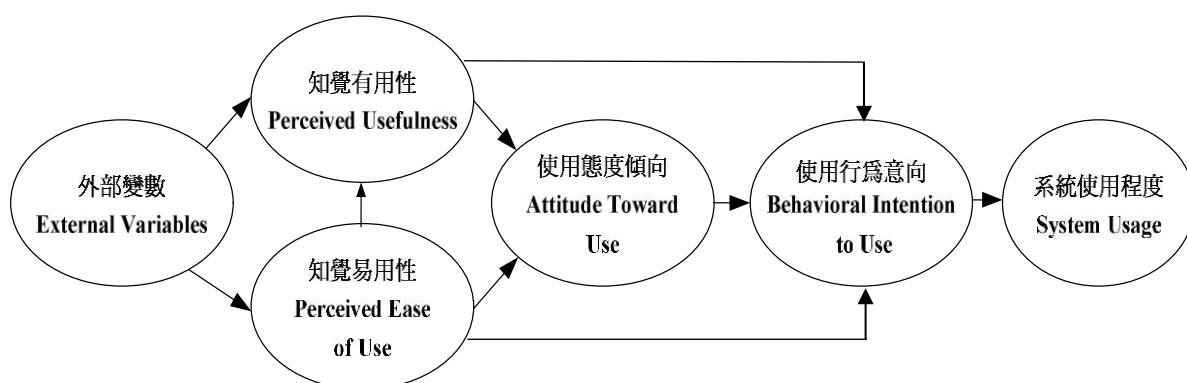 知覺有用性
Perceived Usefulness
外部變數
External Variables
知覺易用性
Perceived Ease
of Use
使用態度傾向
Attitude Toward
Use
使用行爲意向
Behavioral Intention
to Use
系統使用程度
System Usage